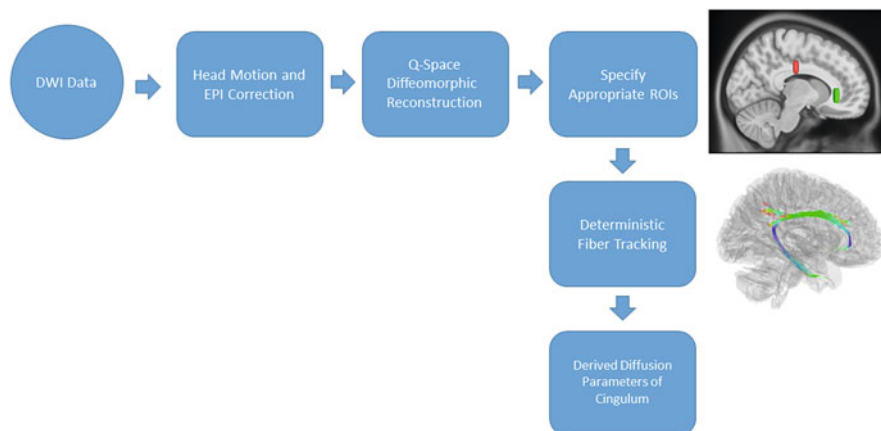 DWI Data
Head Motion and
EPI Correction
Q-Space
Diffeomorphic
Reconstruction
Specify
Appropriate ROIs
Deterministic
Fiber Tracking
Derived Diffusion
Parameters of
Cingulum